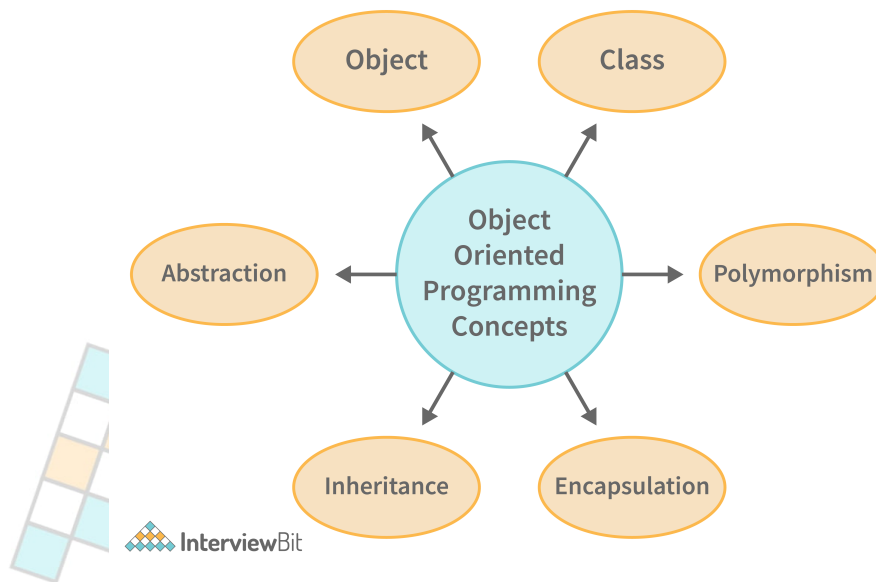 Object
Class
Object
Oriented
Programming
Concepts
Abstraction
Polymorphism
Inheritance
Encapsulation
InterviewBit